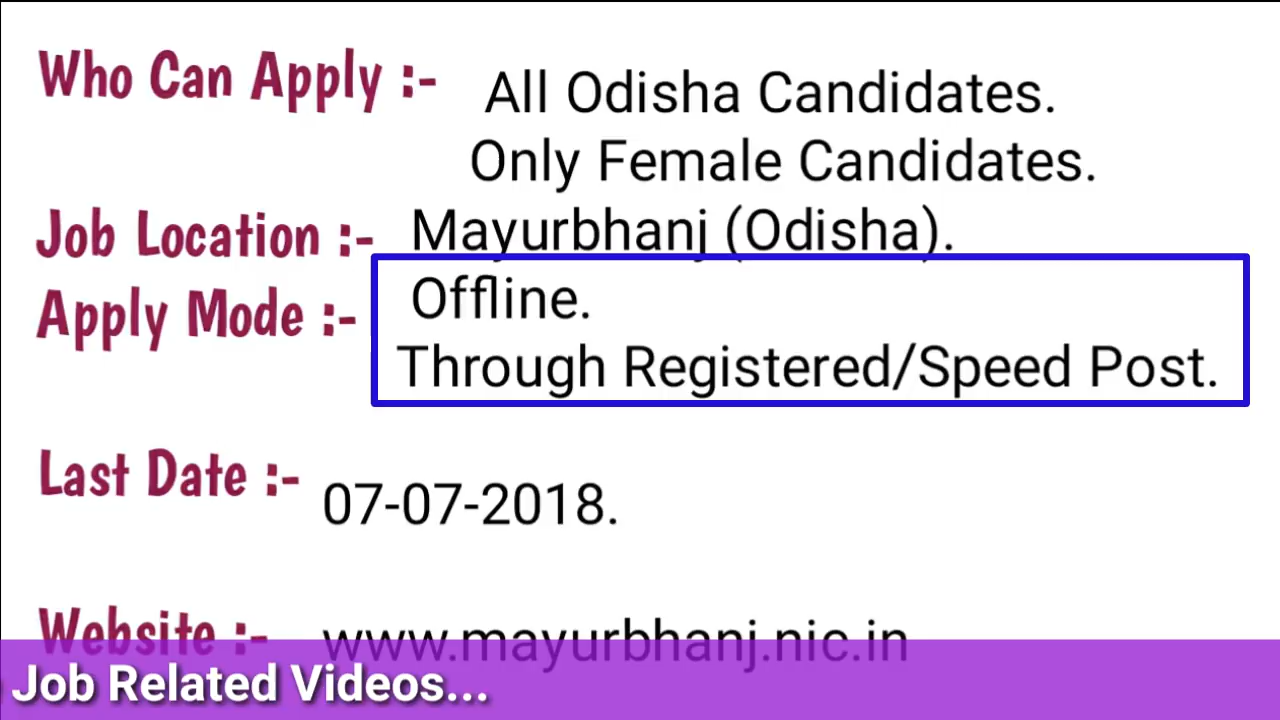 Who Can Apply :- All Odisha Candidates.
Only Female Candidates.
Job Location :- Mayurbhanj (Odisha).
Apply Mode :- Offline.
Through Registered/Speed Post.
Last Date :- 07-07-2018.
Website :- www.mayurbhanj.nic.in
Job Related Videos...